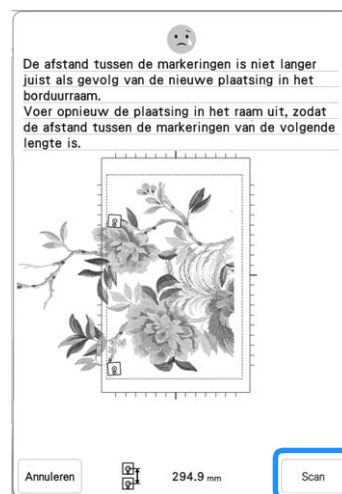 De afstand tussen de markeringen is niet langer
juist als gevolg van de nieuwe plaatsing in het
borduurraam.
Voer opnieuw de plaatsing in het raam uit, zodat
de afstand tussen de markeringen van de volgende
lengte is.
Annuleren 294.9 mm Scan